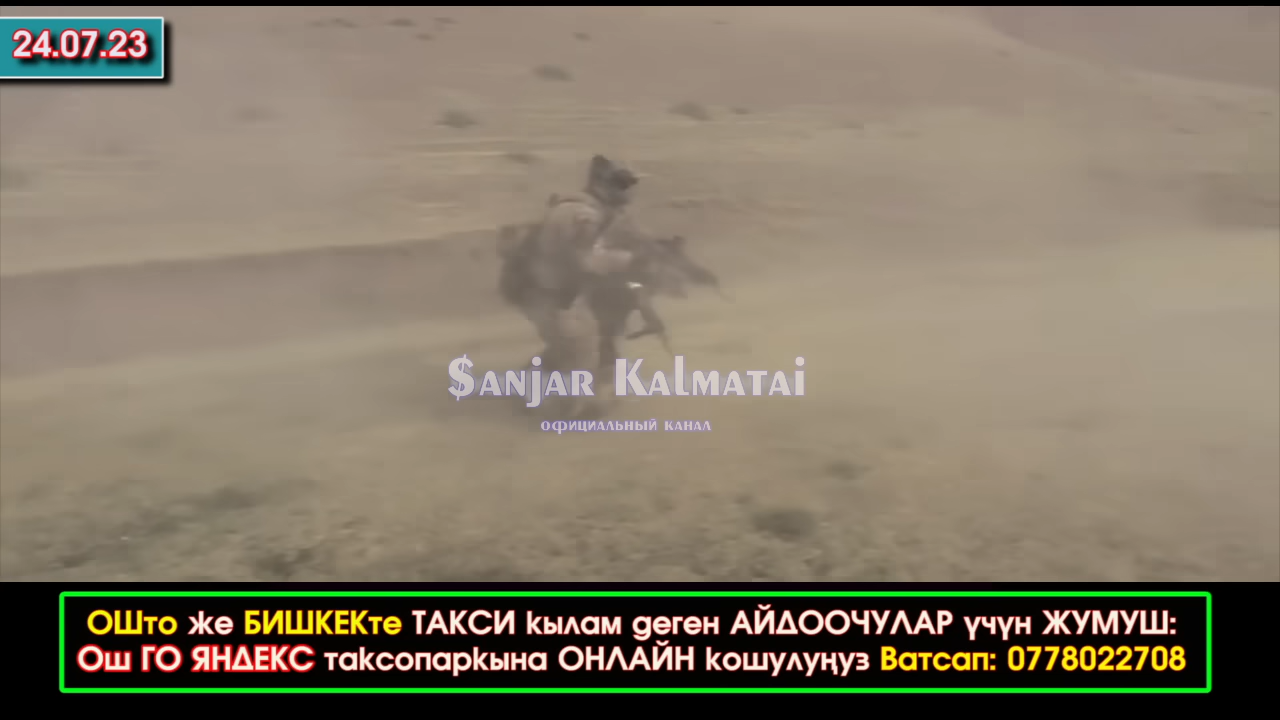 24.07.23
$anjar Kalmatai
официальный канал
ОШто же БИШКЕКте ТАКСИ кылам деген АЙДООЧУЛАР үчүн ЖУМУШ:
Ош ГО ЯНДЕКС таксопаркына ОНЛАЙН кошулуңуз Ватсап: 0778022708